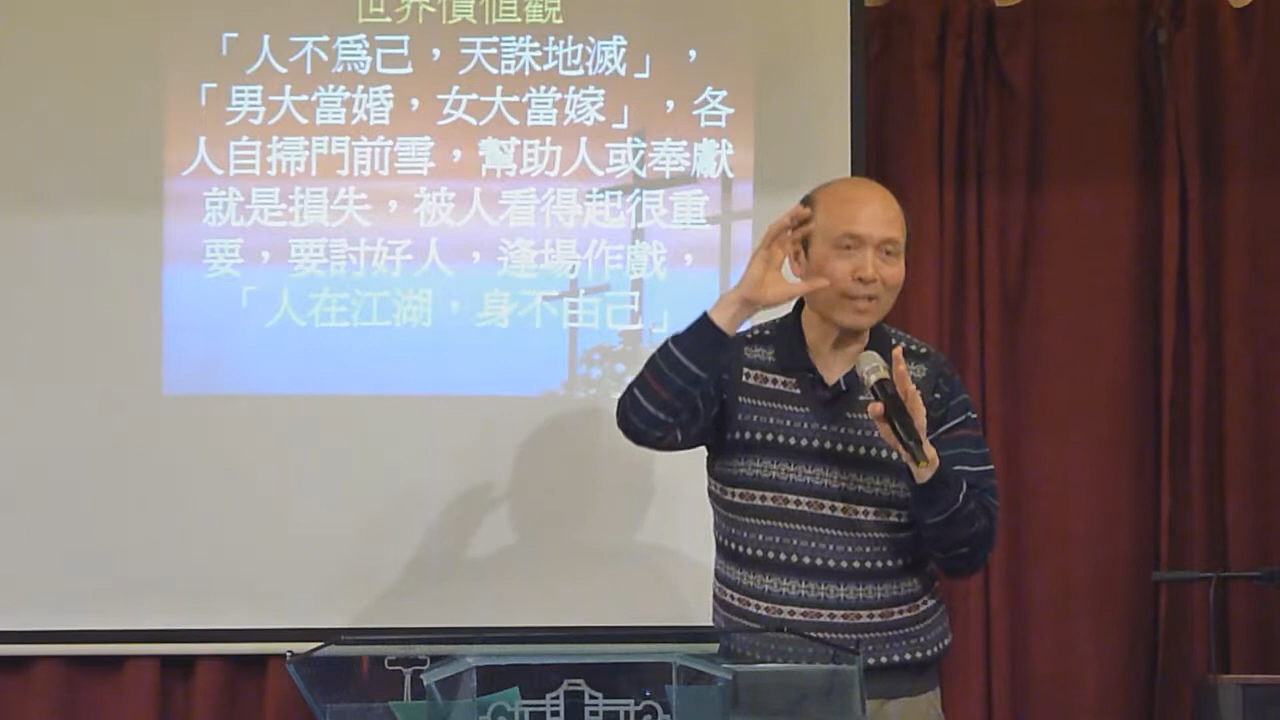 世界價值觀
「人不爲己，天誅地滅」，
「男大當婚，女大當嫁」，各
人自掃門前雪，幫助人或奉獻
就是損失，被人看得起很重
要，要討好人，逢場作戲，
「人在江湖，身不由己」